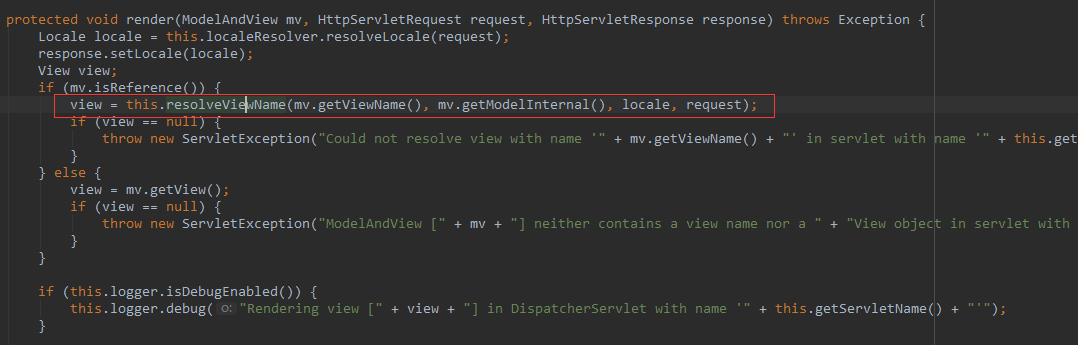 protected void render(ModelAndView mv, HttpServletRequest request, HttpServletResponse response) throws Exception {
    Locale locale = this.localeResolver.resolveLocale(request);
    response.setLocale(locale);
    View view;
    if (mv.isReference()) {
        view = this.resolveViewName(mv.getViewName(), mv.getModelInternal(), locale, request);
        if (view == null) {
            throw new ServletException("Could not resolve view with name '" + mv.getViewName() + "' in servlet with name '" + this.get
        }
    } else {
        view = mv.getView();
        if (view == null) {
            throw new ServletException("ModelAndView [" + mv + "] neither contains a view name nor a " + "View object in servlet with
        }
    }
    if (this.logger.isDebugEnabled()) {
        this.logger.debug( o: "Rendering view [" + view + "] in DispatcherServlet with name '" + this.getServletName() + "'");
    }